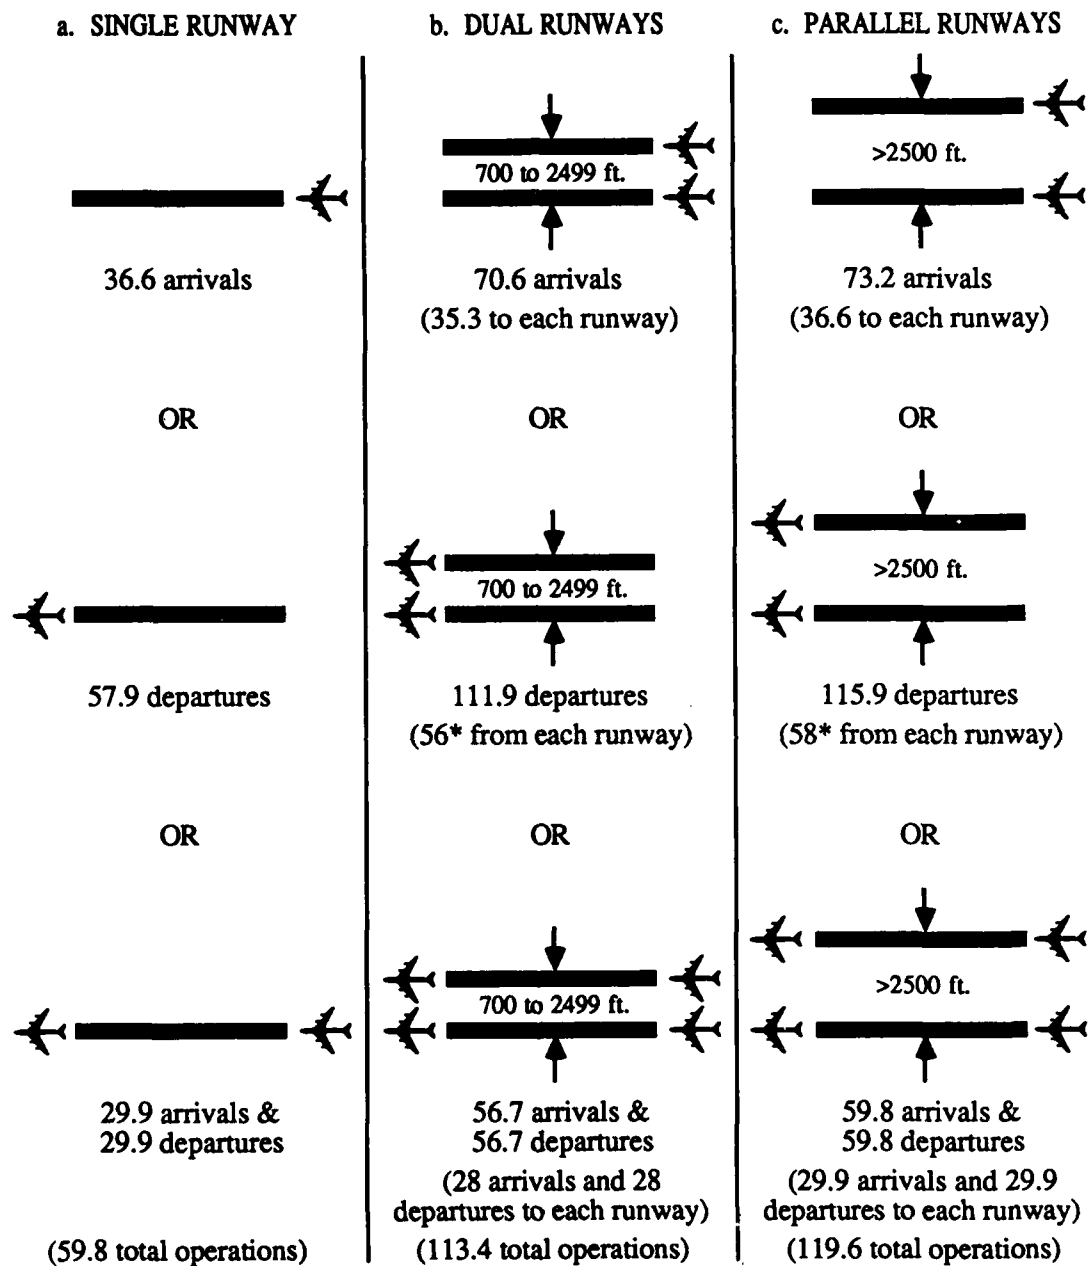 a. SINGLE RUNWAY
36.6 arrivals
OR
57.9 departures
OR
29.9 arrivals &
29.9 departures
(59.8 total operations)
b. DUAL RUNWAYS
700 to 2499 ft.
70.6 arrivals
(35.3 to each runway)
OR
700 to 2499 ft.
111.9 departures
(56* from each runway)
OR
700 to 2499 ft.
56.7 arrivals &
56.7 departures
(28 arrivals and 28
departures to each runway)
(113.4 total operations)
c. PARALLEL RUNWAYS
>2500 ft.
73.2 arrivals
(36.6 to each runway)
OR
>2500 ft.
115.9 departures
(58* from each runway)
OR
>2500 ft.
59.8 arrivals &
59.8 departures
(29.9 arrivals and 29.9
departures to each runway)
(119.6 total operations)